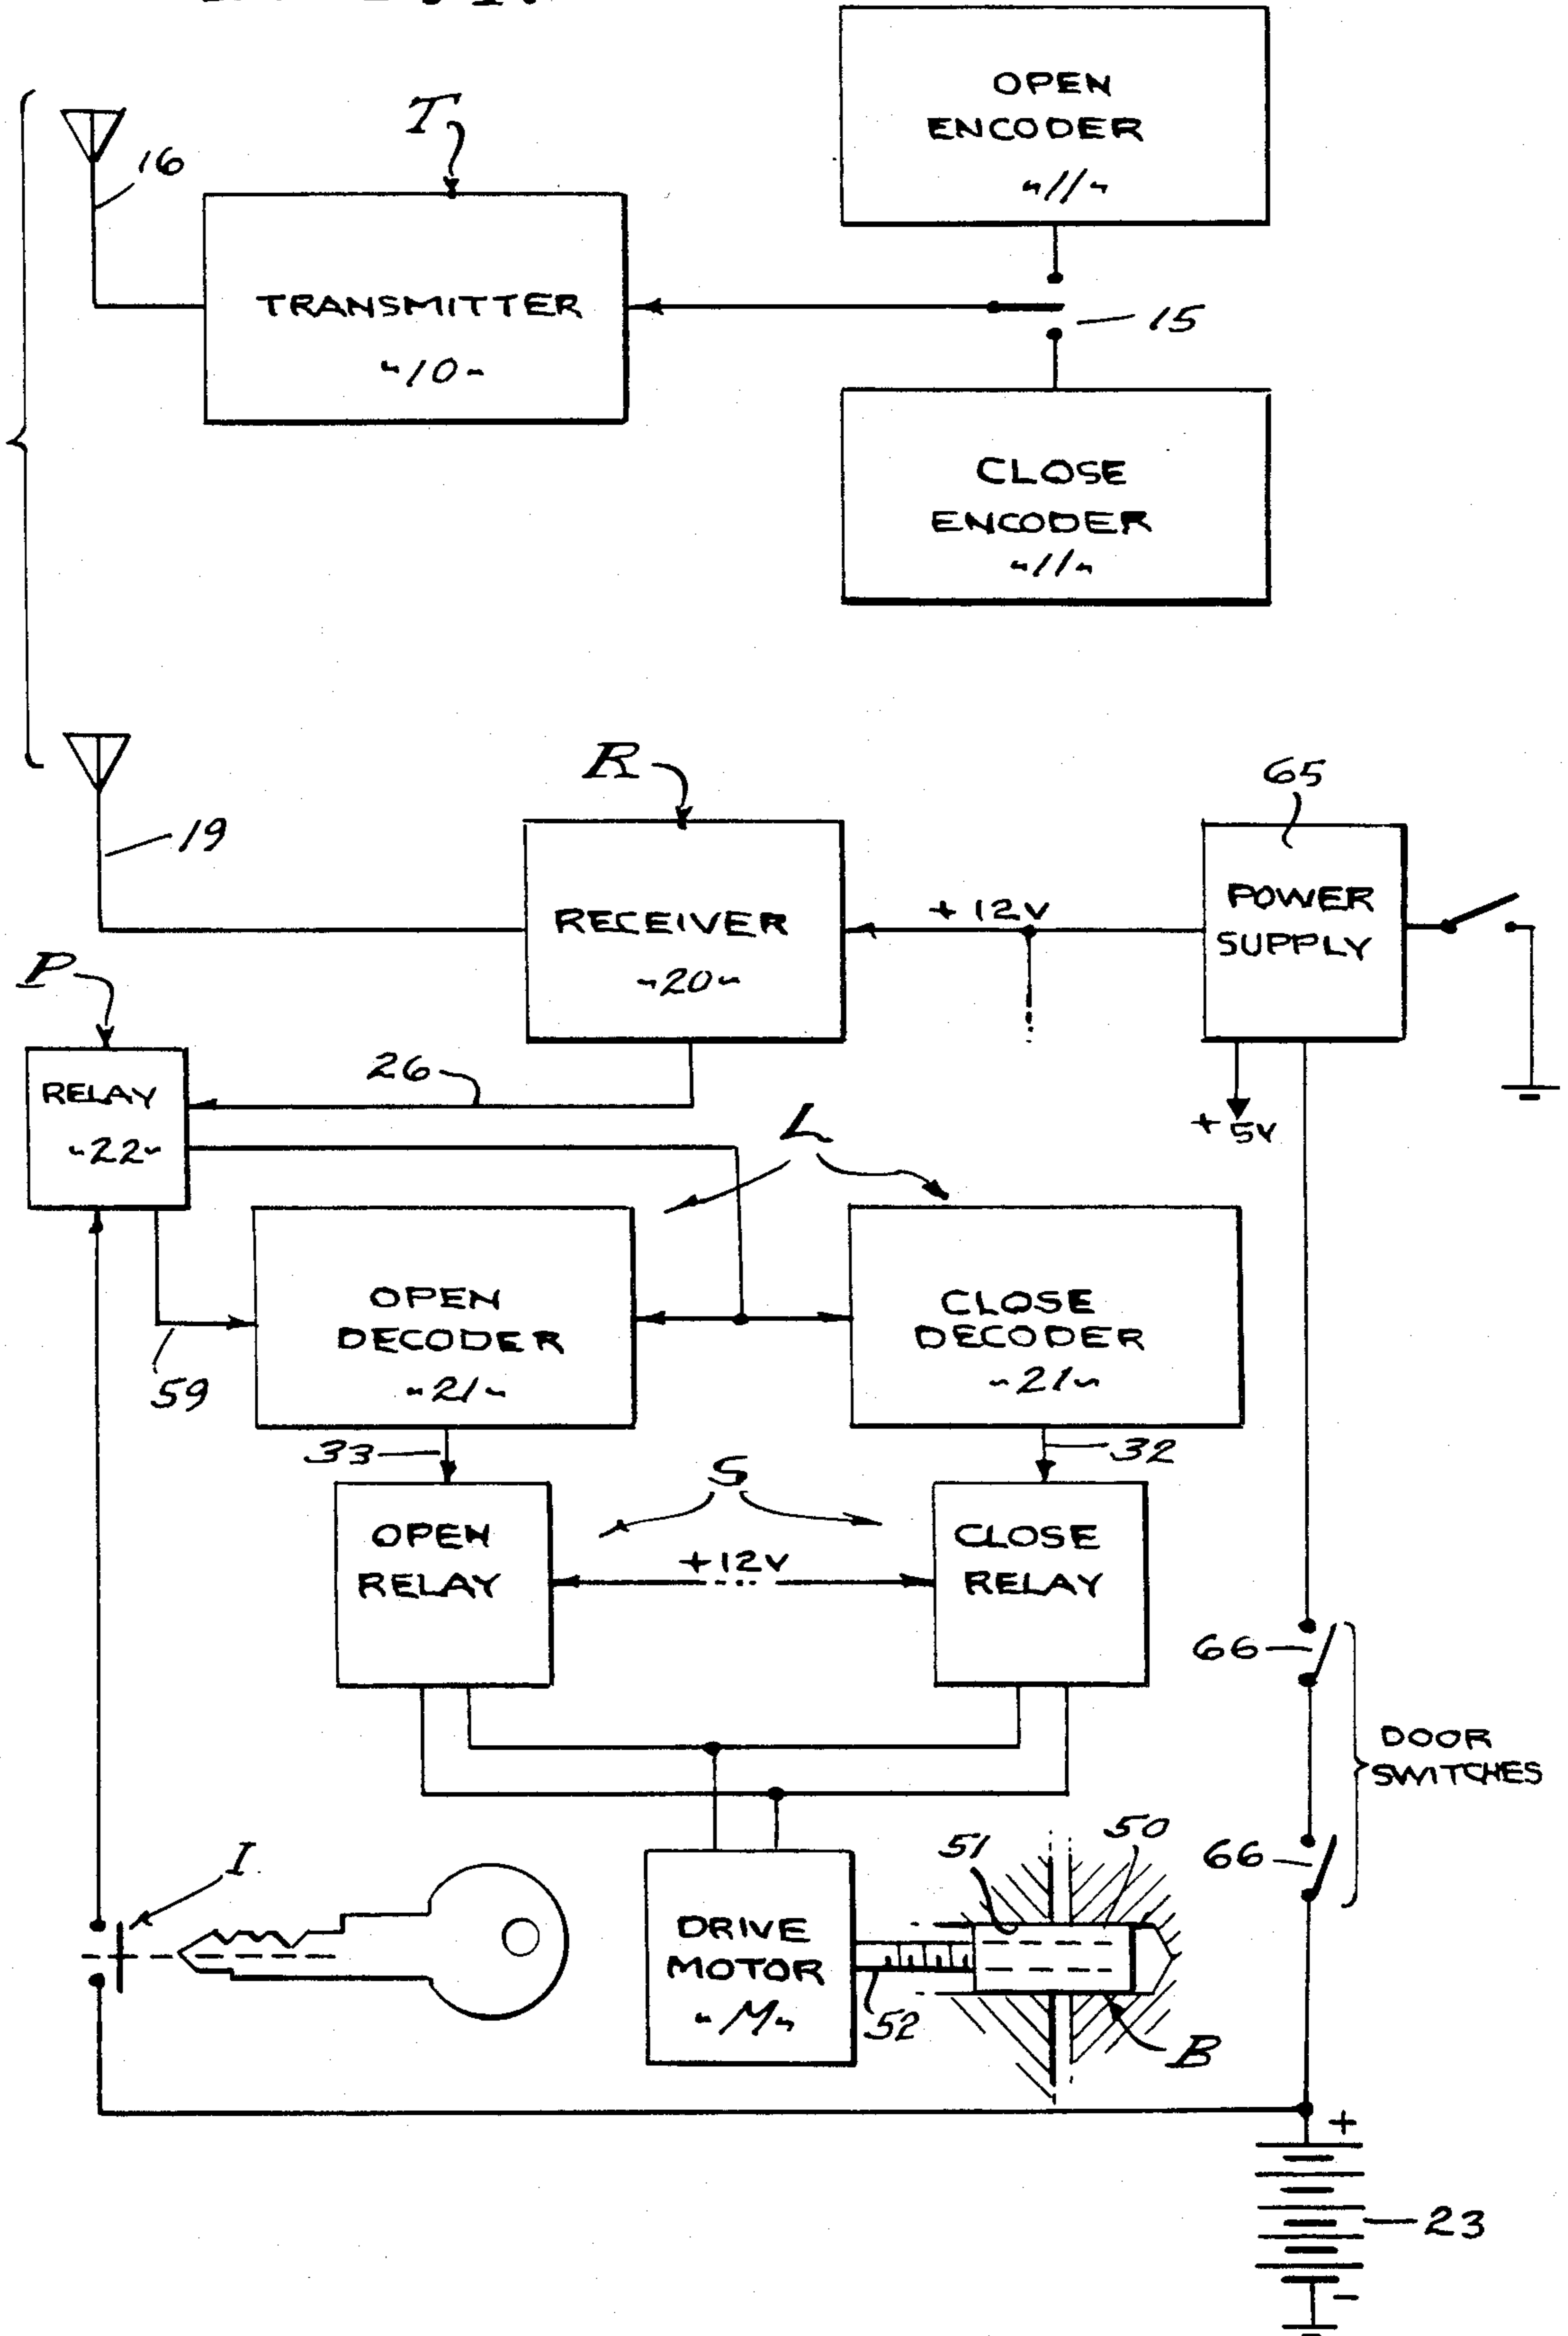 OPEN
ENCODER
~11~
T
16
TRANSMITTER
~10~
15
CLOSE
ENCODER
~11~
R
65
19
RECEIVER
~20~
+12V
POWER
SUPPLY
P
RELAY
~22~
26
L
+5V
OPEN
DECODER
~21~
CLOSE
DECODER
~21~
59
33
32
S
OPEN
RELAY
+12V
CLOSE
RELAY
66
DOOR
SWITCHES
66
I
51
50
DRIVE
MOTOR
~M~
52
B
+
23
-